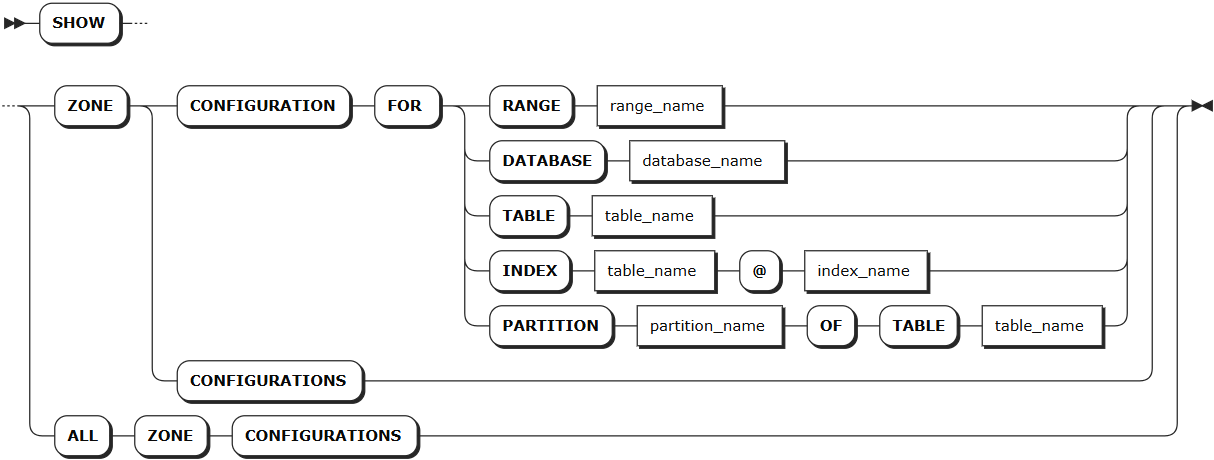 SHOW
ZONE CONFIGURATION FOR RANGE range_name
DATABASE database_name
TABLE table_name
INDEX table_name @ index_name
PARTITION partition_name OF TABLE table_name
CONFIGURATIONS
ALL ZONE CONFIGURATIONS